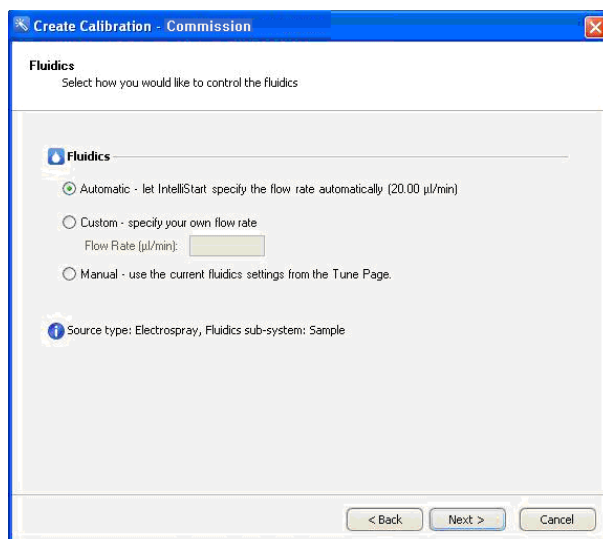 Create Calibration - Commission
Fluidics
Select how you would like to control the fluidics
Fluidics
Automatic - let IntelliStart specify the flow rate automatically (20.00 µl/min)
Custom - specify your own flow rate
Flow Rate (µl/min):
Manual - use the current fluidics settings from the Tune Page.
Source type: Electrospray, Fluidics sub-system: Sample
< Back Next > Cancel